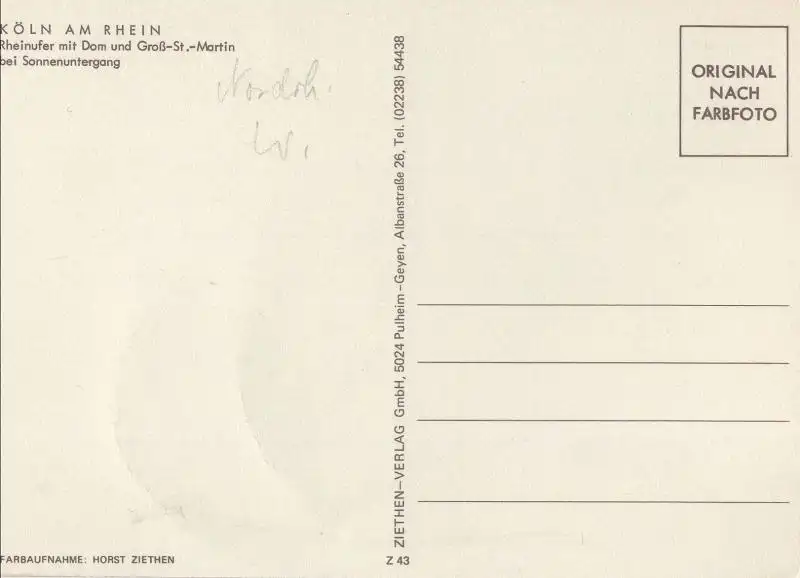 KÖLN AM RHEIN
Rheinufer mit Dom und Groß-St.-Martin
bei Sonnenuntergang
ORIGINAL
NACH
FARBFOTO
ZIETHEN-VERLAG GmbH, 5024 Pulheim-Geyen, Albanstraße 26, Tel. (02238) 54438
FARBAUFNAHME: HORST ZIETHEN
Z 43